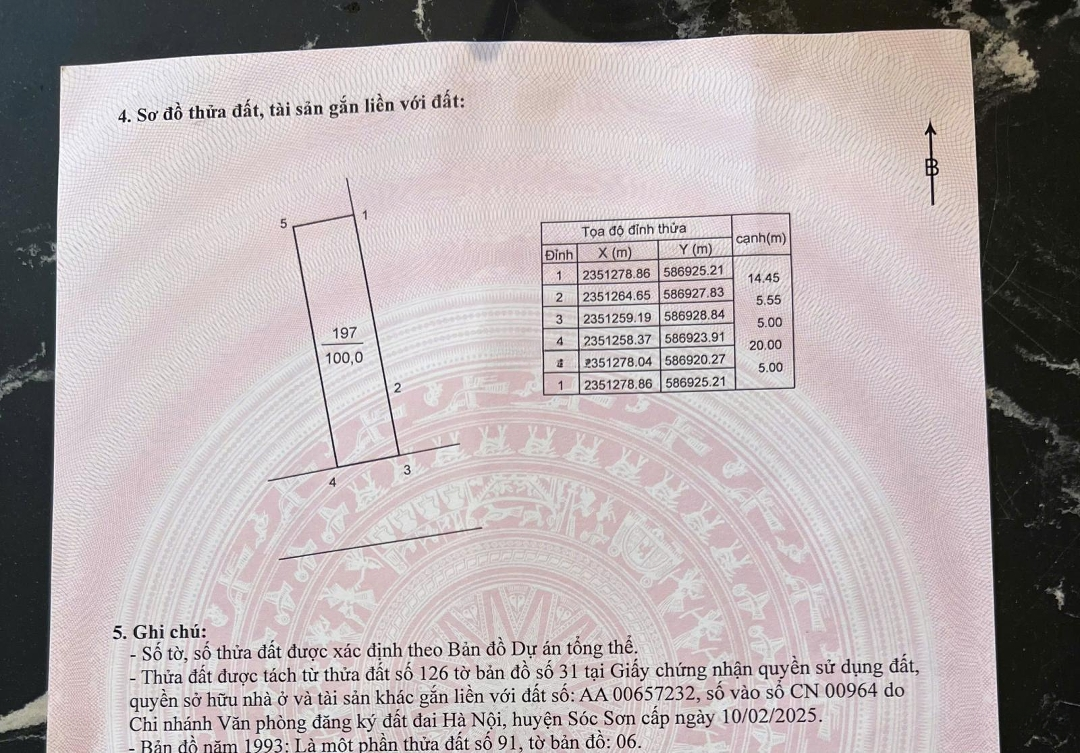 4. Sơ đồ thửa đất, tài sản gắn liền với đất:
B
5 1
197
100,0
2
3
4
Tọa độ đỉnh thửa cạnh(m)
Đỉnh X (m) Y (m)
1 2351278.86 586925.21
14.45
2 2351264.65 586927.83
5.55
3 2351259.19 586928.84
5.00
4 2351258.37 586923.91
20.00
2351278.04 586920.27
5.00
1 2351278.86 586925.21
5. Ghi chú:
- Số tờ, số thửa đất được xác định theo Bản đồ Dự án tổng thể.
- Thửa đất được tách từ thửa đất số 126 tờ bản đồ số 31 tại Giấy chứng nhận quyền sử dụng đất,
quyền sở hữu nhà ở và tài sản khác gắn liền với đất số: AA 00657232, số vào sổ CN 00964 do
Chi nhánh Văn phòng đăng ký đất đai Hà Nội, huyện Sóc Sơn cấp ngày 10/02/2025.
- Bản đồ năm 1993: Là một phần thửa đất số 91, tờ bản đồ: 06.